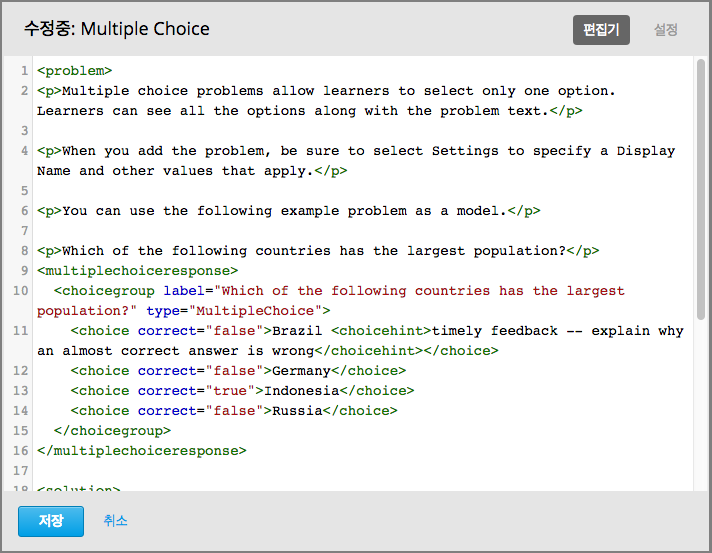 수정중: Multiple Choice
편집기 설정
1 <problem>
2 <p>Multiple choice problems allow learners to select only one option.
Learners can see all the options along with the problem text.</p>
3
4 <p>When you add the problem, be sure to select Settings to specify a Display
Name and other values that apply.</p>
5
6 <p>You can use the following example problem as a model.</p>
7
8 <p>Which of the following countries has the largest population?</p>
9 <multiplechoiceresponse>
10   <choicegroup label="Which of the following countries has the largest
population?" type="MultipleChoice">
11     <choice correct="false">Brazil <choicehint>timely feedback -- explain why
an almost correct answer is wrong</choicehint></choice>
12     <choice correct="false">Germany</choice>
13     <choice correct="true">Indonesia</choice>
14     <choice correct="false">Russia</choice>
15   </choicegroup>
16 </multiplechoiceresponse>
17
18 <solution>
저장 취소